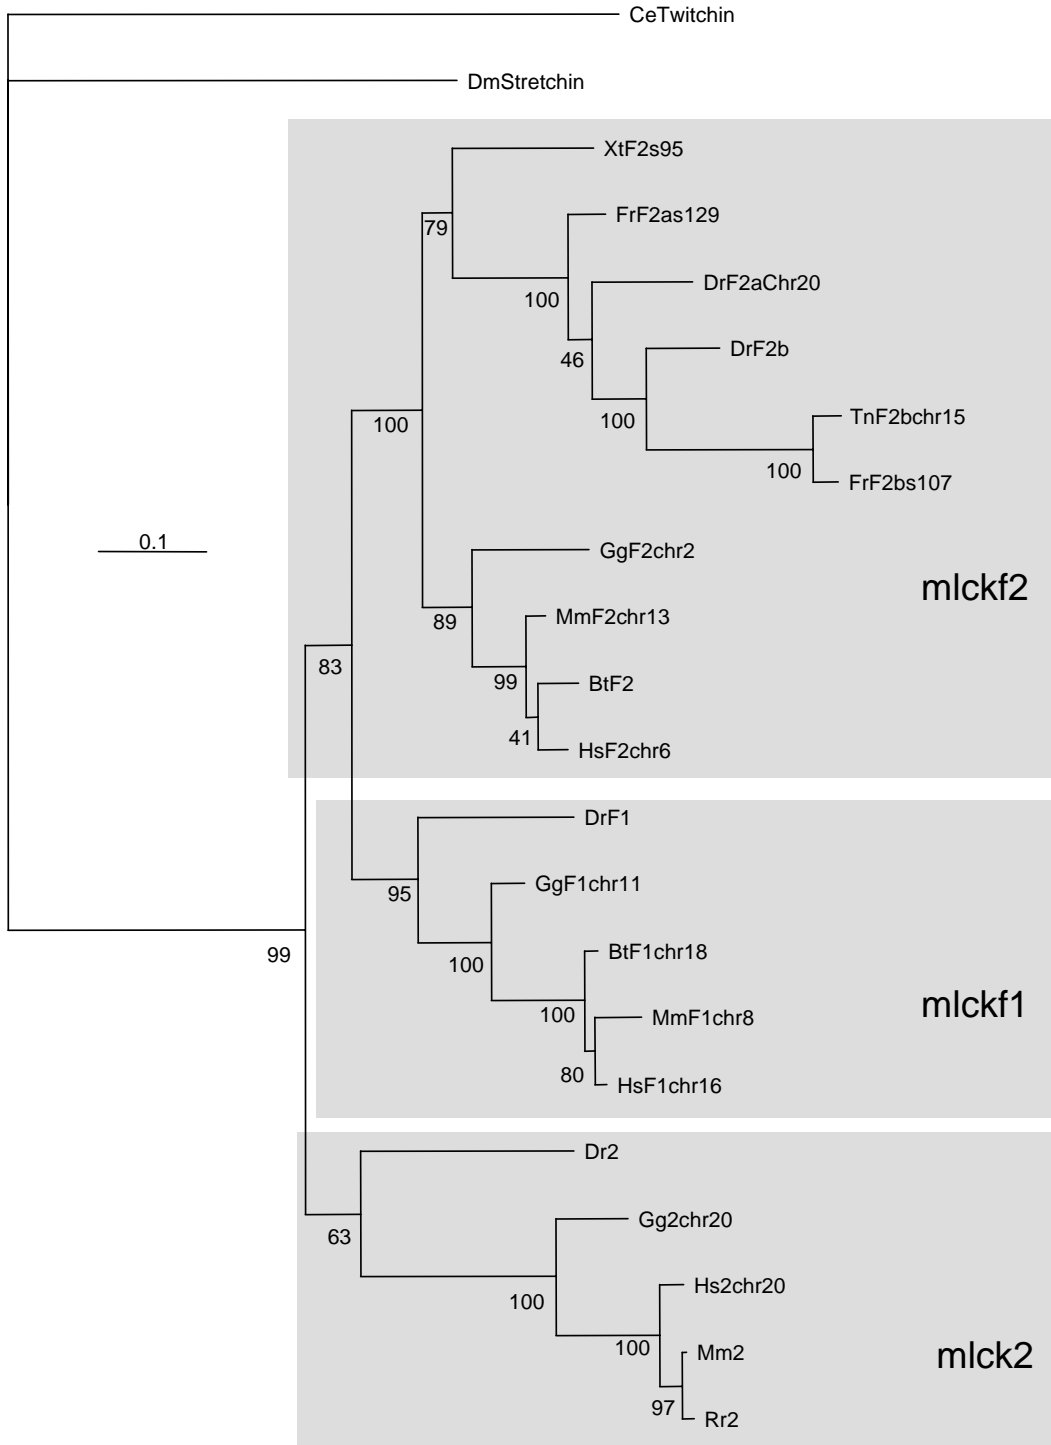 CeTwitchin
DmStretchin
XtF2s95
FrF2as129
79
DrF2aChr20
100
DrF2b
46
TnF2bchr15
100
100
FrF2bs107
100
0.1
GgF2chr2
mlckf2
MmF2chr13
89
83
99
BtF2
41
HsF2chr6
DrF1
GgF1chr11
95
BtF1chr18
99
100
mlckf1
100
MmF1chr8
80
HsF1chr16
Dr2
Gg2chr20
63
Hs2chr20
100
100
Mm2
mlck2
97
Rr2